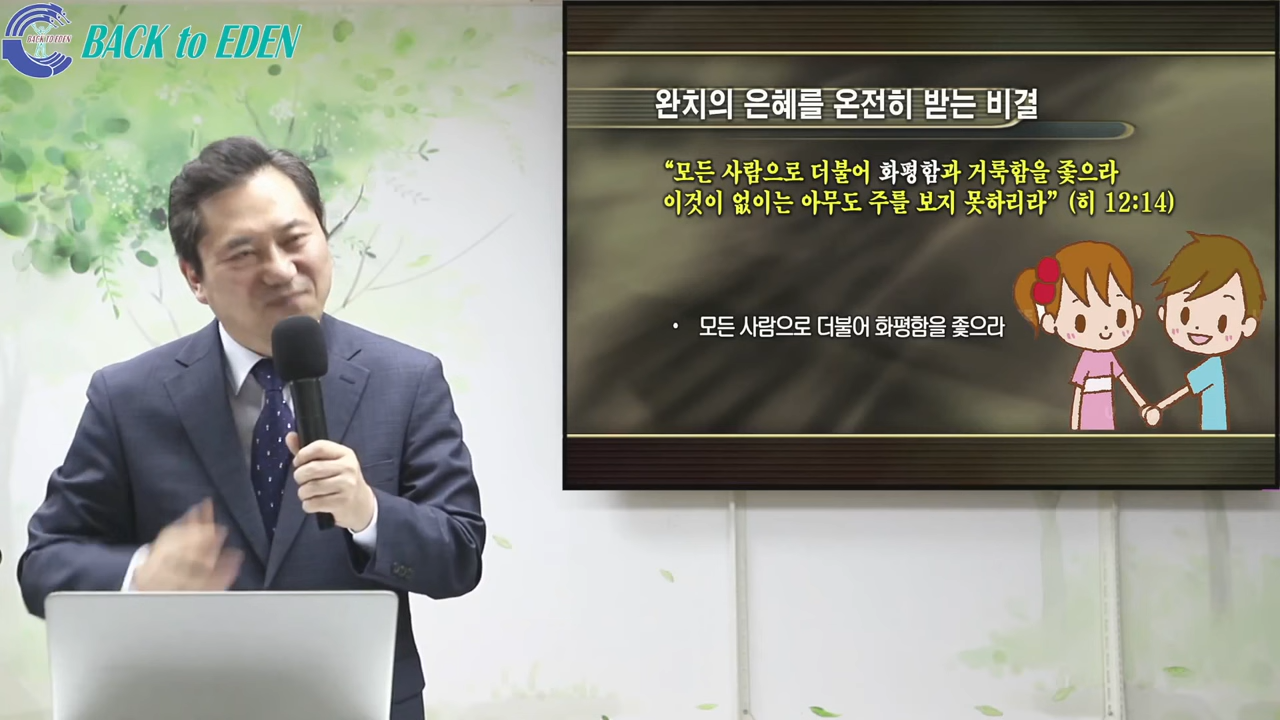 BACK TO EDEN
BACK to EDEN
완치의 은혜를 온전히 받는 비결
“모든 사람으로 더불어 화평함과 거룩함을 좇으라
이것이 없이는 아무도 주를 보지 못하리라” (히 12:14)
• 모든 사람으로 더불어 화평함을 좇으라